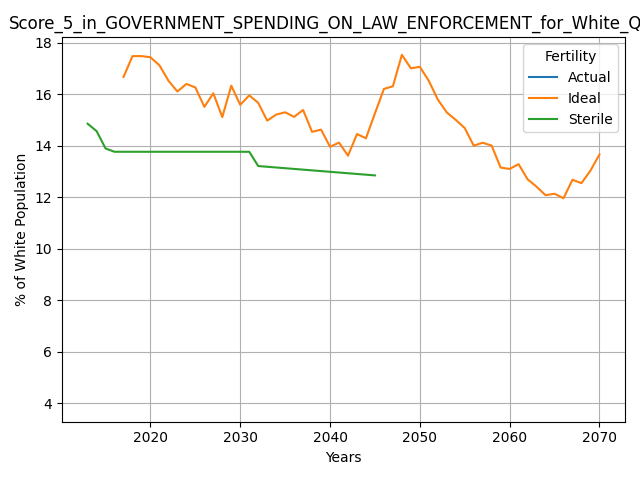 Score_5_in_GOVERNMENT_SPENDING_ON_LAW_ENFORCEMENT_for_White_Q
18
16
14
12
10
8
6
4
% of White Population
Fertility
Actual
Ideal
Sterile
2020 2030 2040 2050 2060 2070
Years